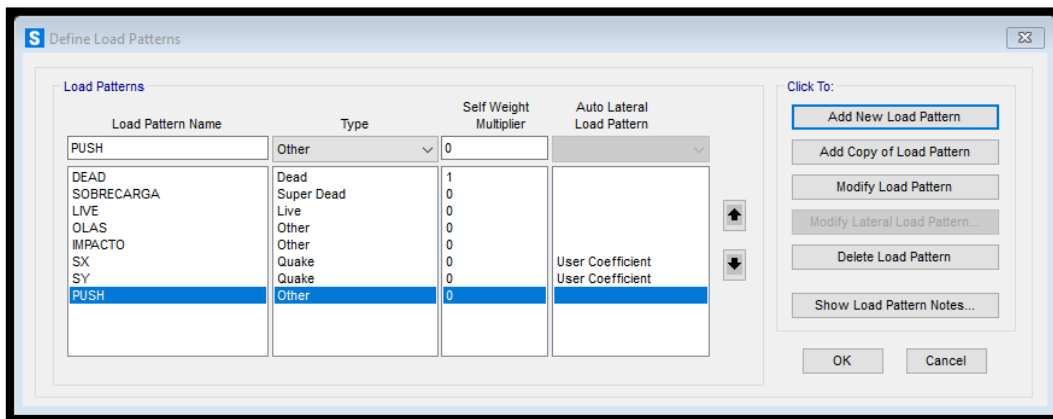 S Define Load Patterns
Load Patterns
Click To:
Load Pattern Name Type Self Weight Multiplier Auto Lateral Load Pattern
PUSH Other 0
DEAD Dead 1
SOBRECARGA Super Dead 0
LIVE Live 0
OLAS Other 0
IMPACTO Other 0
SX Quake 0 User Coefficient
SY Quake 0 User Coefficient
PUSH Other 0
Add New Load Pattern
Add Copy of Load Pattern
Modify Load Pattern
Modify Lateral Load Pattern...
Delete Load Pattern
Show Load Pattern Notes...
OK Cancel